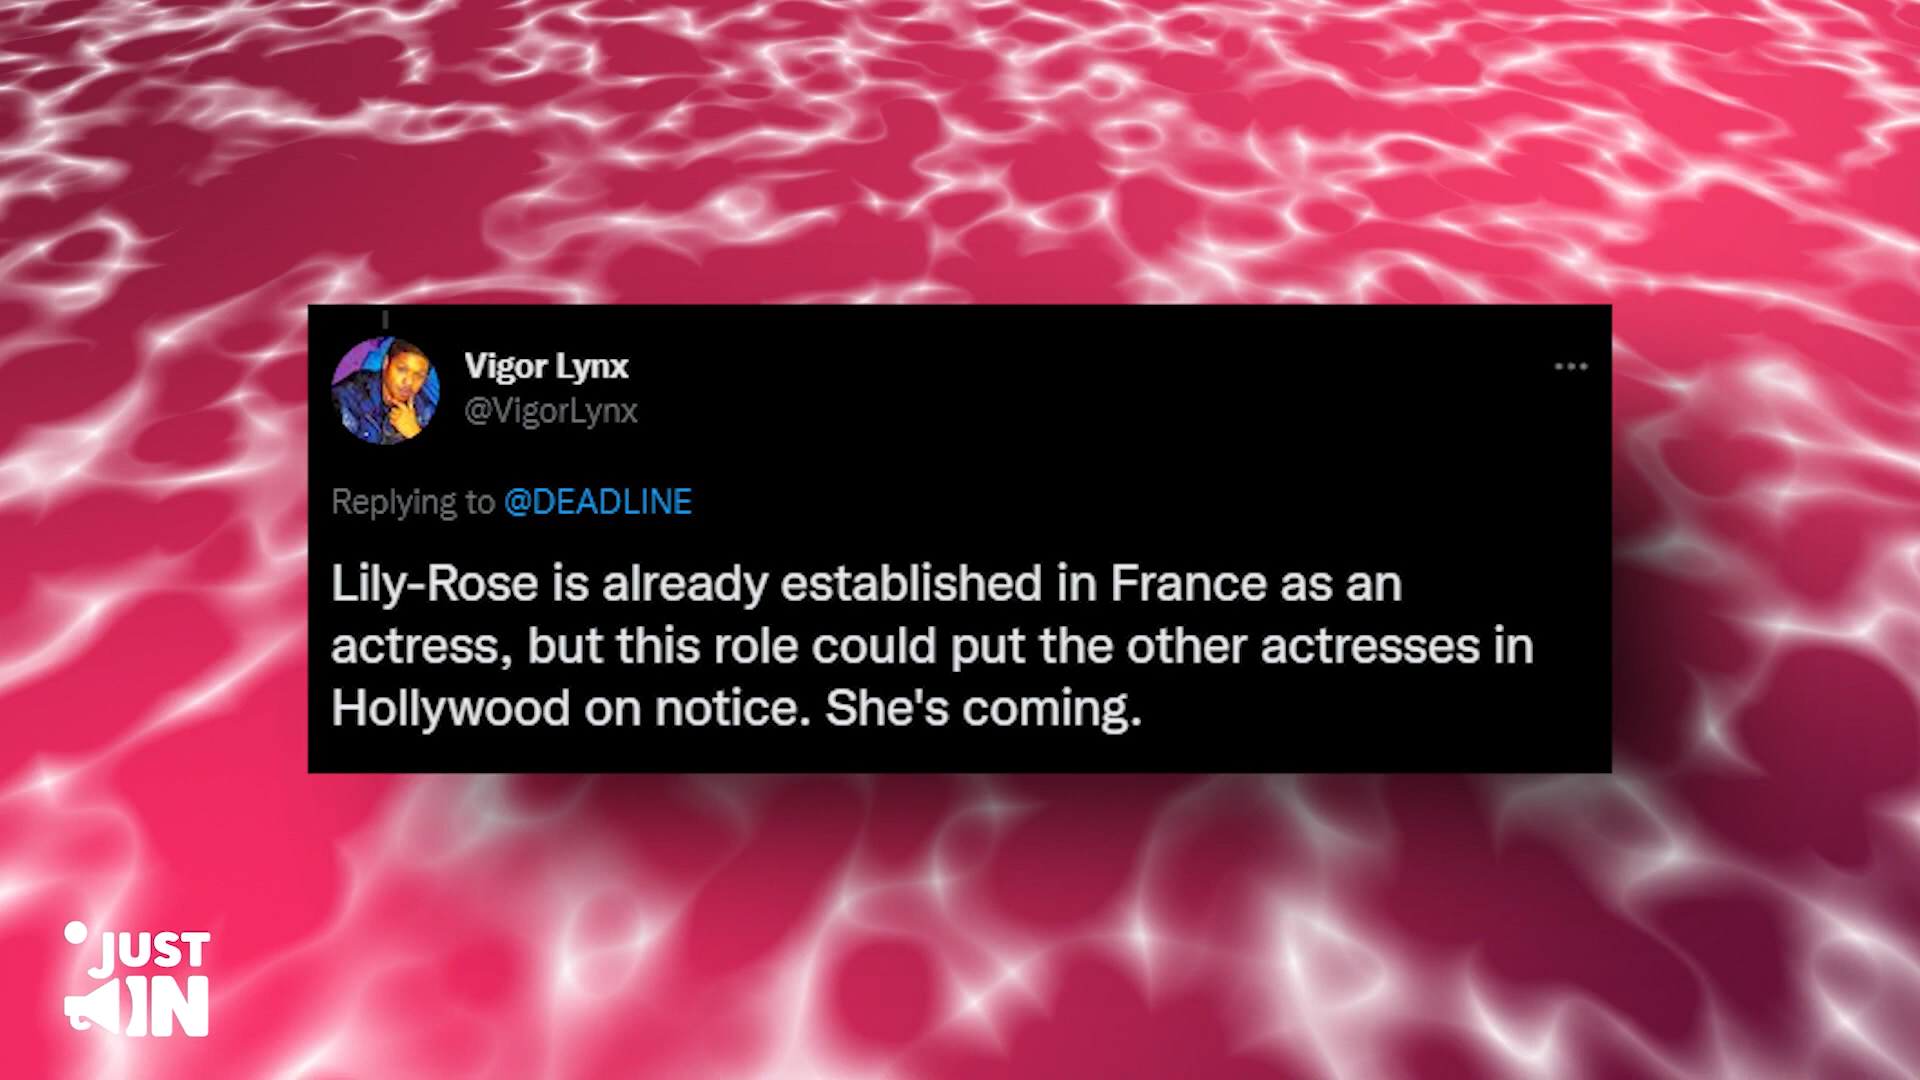 Vigor Lynx
@VigorLynx
Replying to @DEADLINE
Lily-Rose is already established in France as an
actress, but this role could put the other actresses in
Hollywood on notice. She's coming.
JUST
IN